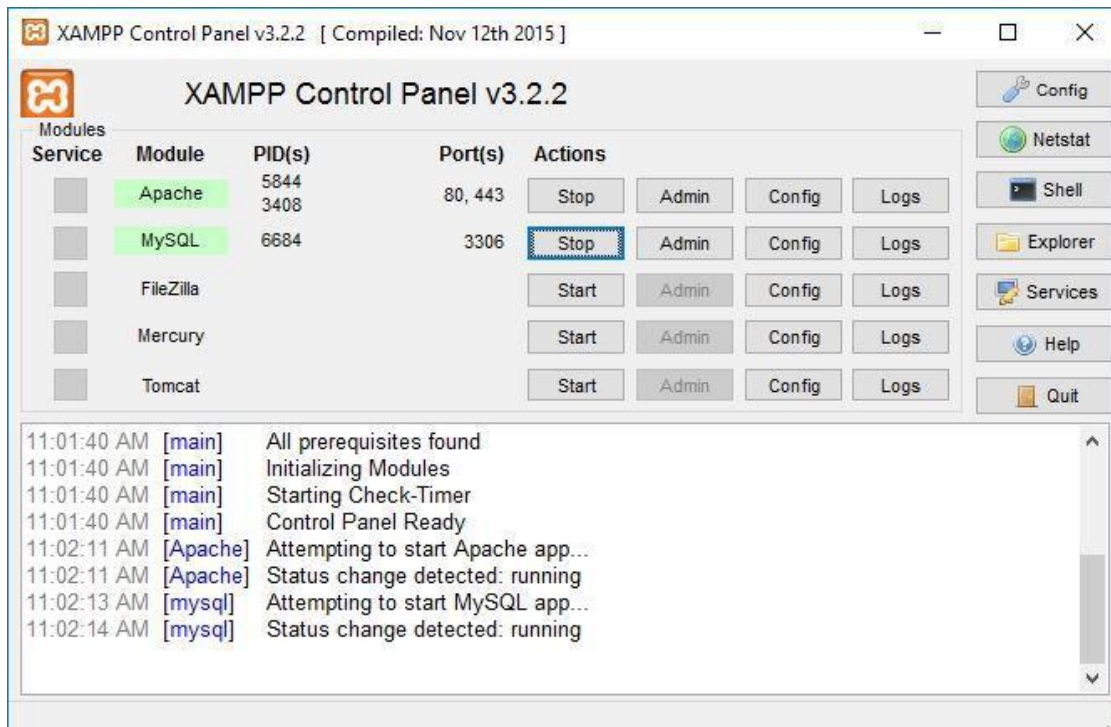 XAMPP Control Panel v3.2.2 [ Compiled: Nov 12th 2015 ]
XAMPP Control Panel v3.2.2
Config
Modules
Service Module PID(s) Port(s) Actions
Netstat
Apache 5844 3408 80, 443 Stop Admin Config Logs
Shell
MySQL 6684 3306 Stop Admin Config Logs
Explorer
FileZilla Start Admin Config Logs
Services
Mercury Start Admin Config Logs
Help
Tomcat Start Admin Config Logs
Quit
11:01:40 AM [main] All prerequisites found
11:01:40 AM [main] Initializing Modules
11:01:40 AM [main] Starting Check-Timer
11:01:40 AM [main] Control Panel Ready
11:02:11 AM [Apache] Attempting to start Apache app...
11:02:11 AM [Apache] Status change detected: running
11:02:13 AM [mysql] Attempting to start MySQL app...
11:02:14 AM [mysql] Status change detected: running